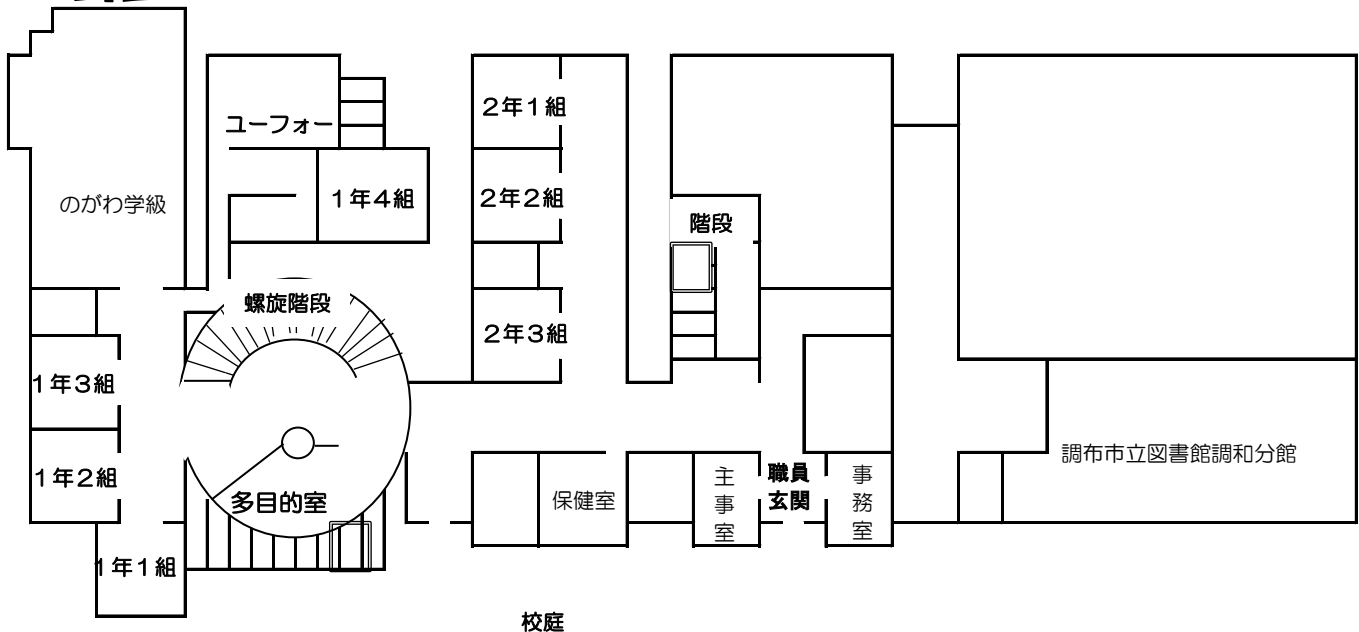 ユーフォー
2年1組
のがわ学級
1年4組
2年2組
階段
螺旋階段
2年3組
1年3組
1年2組
多目的室
保健室
主事室
職員
玄関
事務室
調布市立図書館調和分館
1年1組
校庭